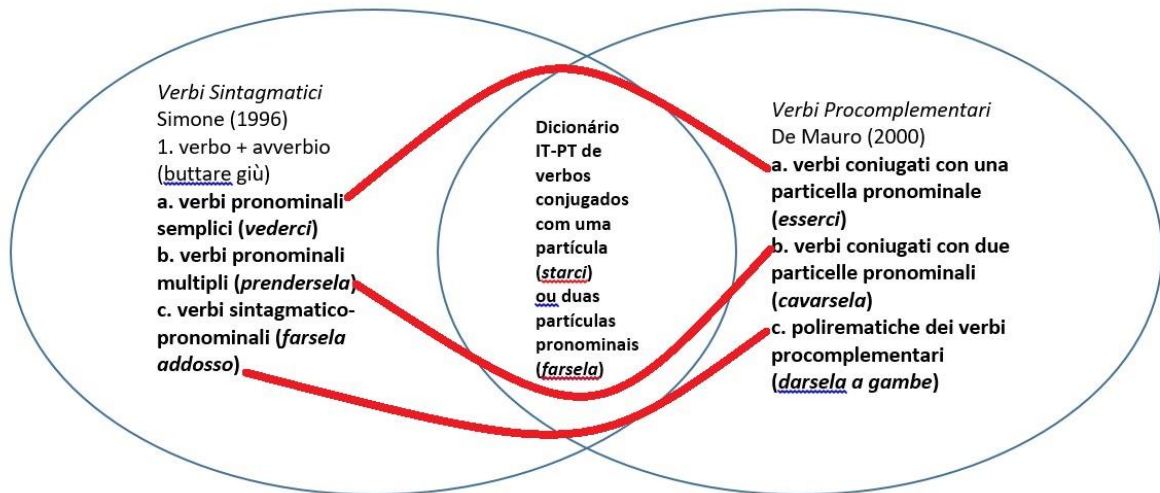 Verbi Sintagmatici
Simone (1996)
1. verbo + avverbio
(buttare giù)
a. verbi pronominali
semplici (vederci)
b. verbi pronominali
multipli (prendersela)
c. verbi sintagmatico-
pronominali (farsela
addosso)
Dicionário
IT-PT de
verbos
conjugados
com uma
partícula
(starci)
ou duas
partículas
pronominais
(farsela)
Verbi Procomplementari
De Mauro (2000)
a. verbi coniugati con una
particella pronominale
(esserci)
b. verbi coniugati con due
particelle pronominali
(cavarsela)
c. polirematiche dei verbi
procomplementari
(darsela a gambe)